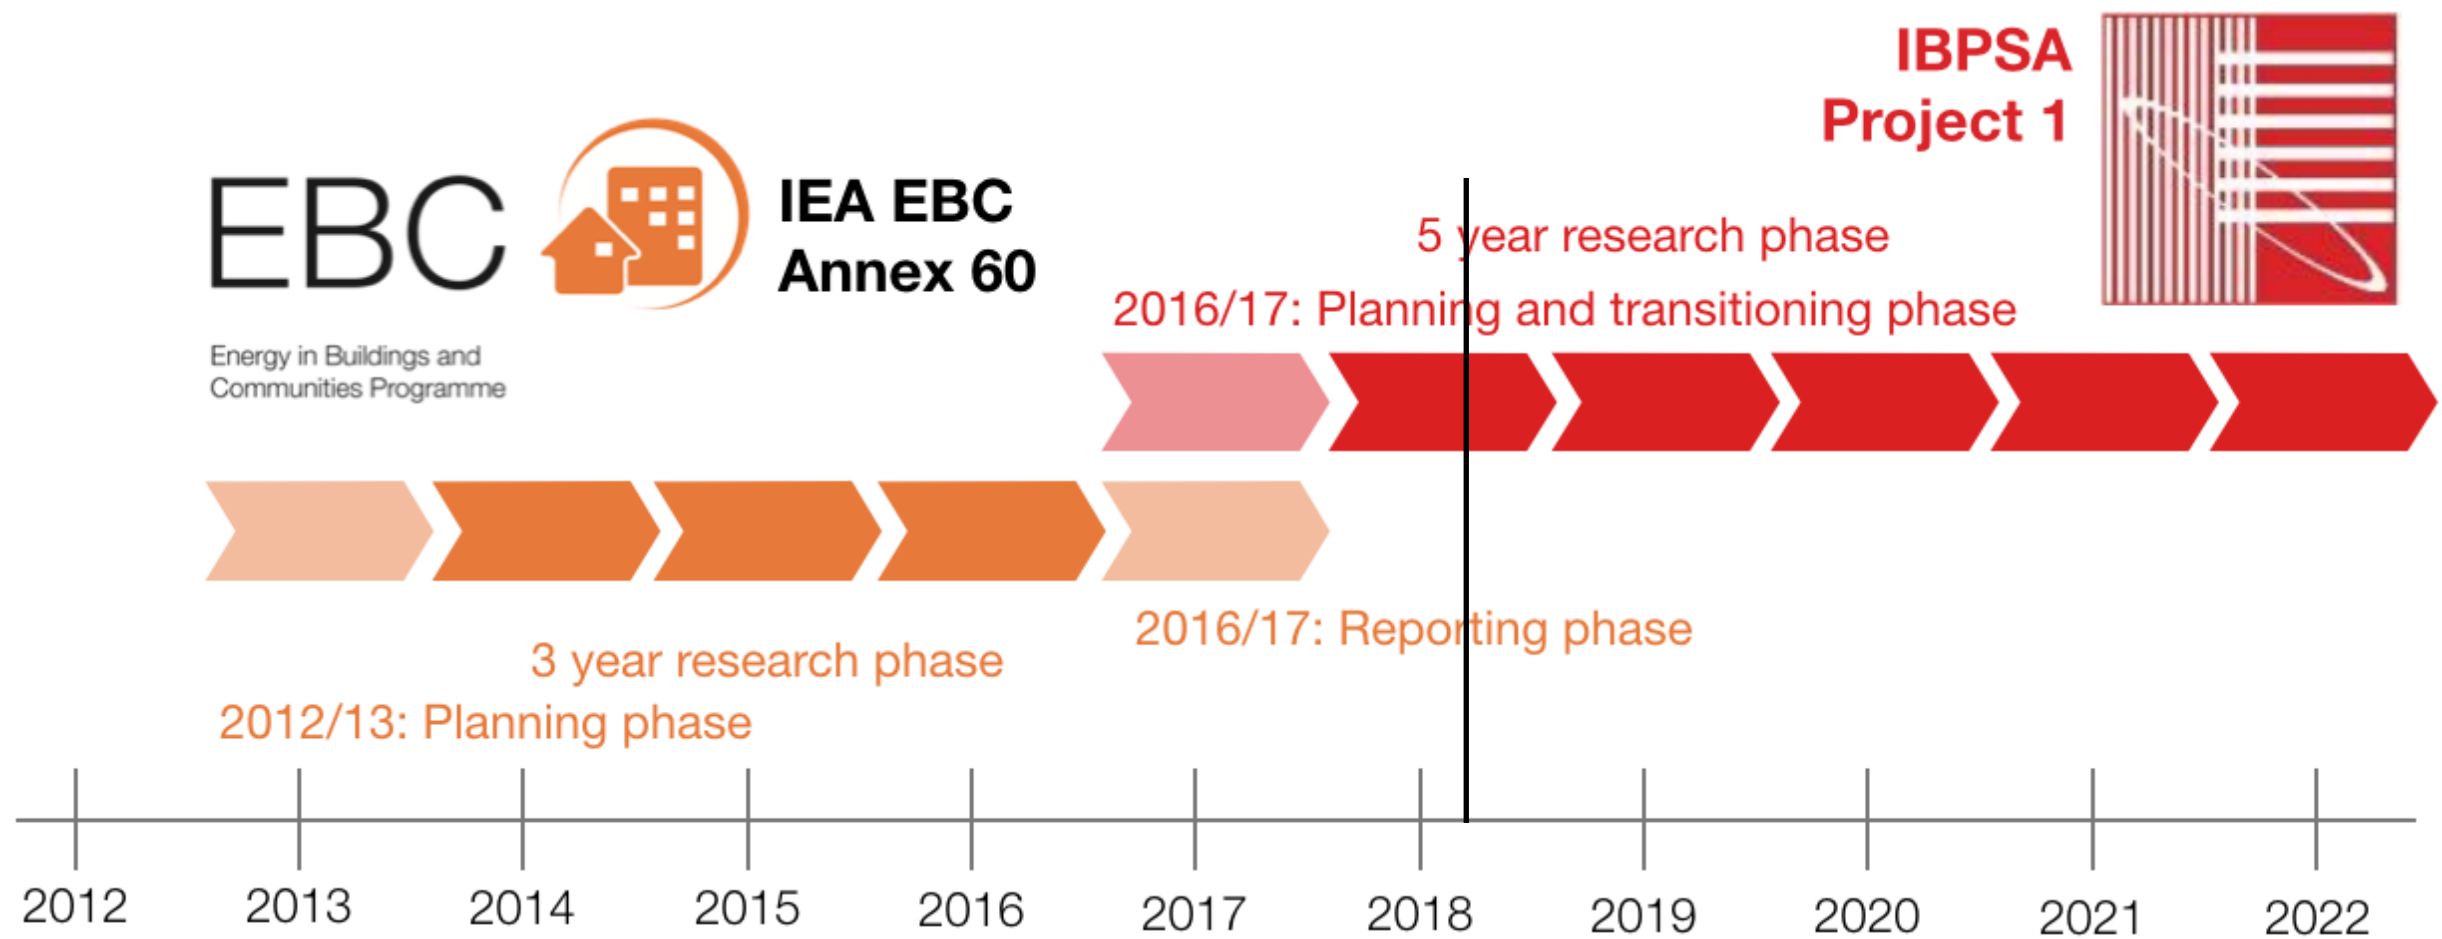 IBPSA
Project 1
EBC
IEA EBC
Annex 60
Energy in Buildings and
Communities Programme
5 year research phase
2016/17: Planning and transitioning phase
2016/17: Reporting phase
3 year research phase
2012/13: Planning phase
2012 2013 2014 2015 2016 2017 2018 2019 2020 2021 2022